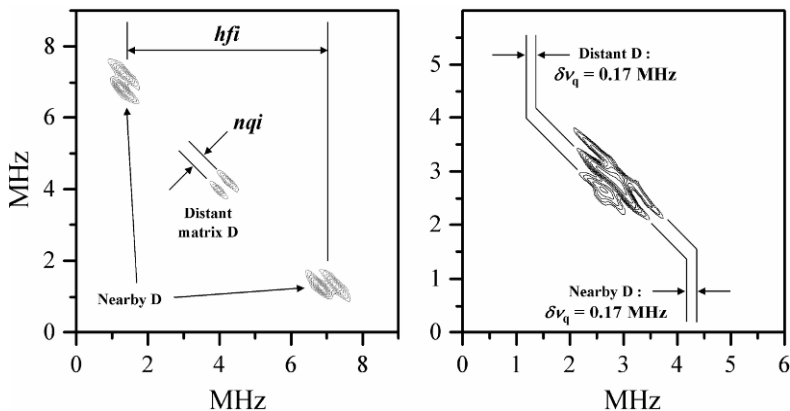 8
6
4
2
0
MHz
hfi
nqi
Distant
matrix D
Nearby D
0
2
4
6
8
MHz
5
4
3
2
1
0
Distant D :
δνq = 0.17 MHz
Nearby D :
δνq = 0.17 MHz
0
1
2
3
4
5
6
MHz